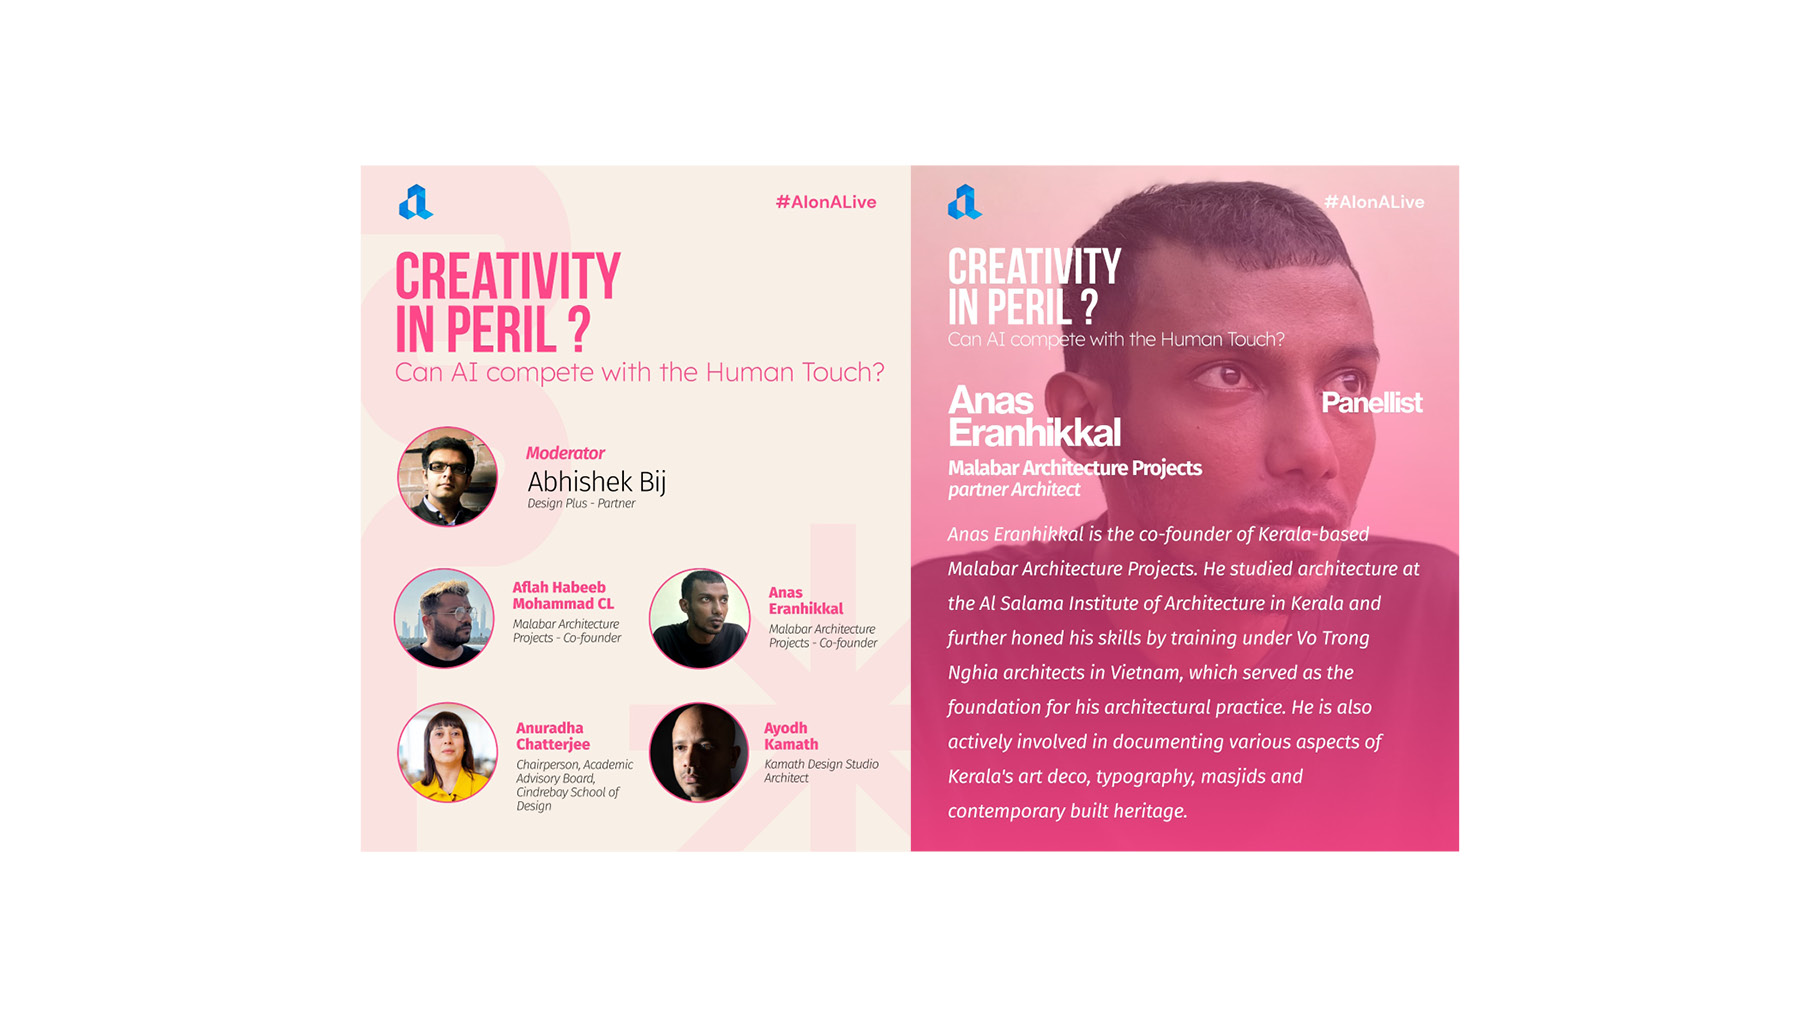 #AIonALive
CREATIVITY
IN PERIL ?
Can AI compete with the Human Touch?
Moderator
Abhishek Bij
Design Plus - Partner
Aflah Habeeb
Mohammad CL
Malabar Architecture
Projects - Co-founder
Anas
Eranhikkal
Malabar Architecture
Projects - Co-founder
Anuradha
Chatterjee
Chairperson, Academic
Advisory Board,
Cindrebay School of
Design
Ayodh
Kamath
Kamath Design Studio
Architect
#AIonALive
CREATIVITY
IN PERIL ?
Can AI compete with the Human Touch?
Anas
Eranhikkal
Panellist
Malabar Architecture Projects
partner Architect
Anas Eranhikkal is the co-founder of Kerala-based
Malabar Architecture Projects. He studied architecture at
the Al Salama Institute of Architecture in Kerala and
further honed his skills by training under Vo Trong
Nghia architects in Vietnam, which served as the
foundation for his architectural practice. He is also
actively involved in documenting various aspects of
Kerala's art deco, typography, masjids and
contemporary built heritage.